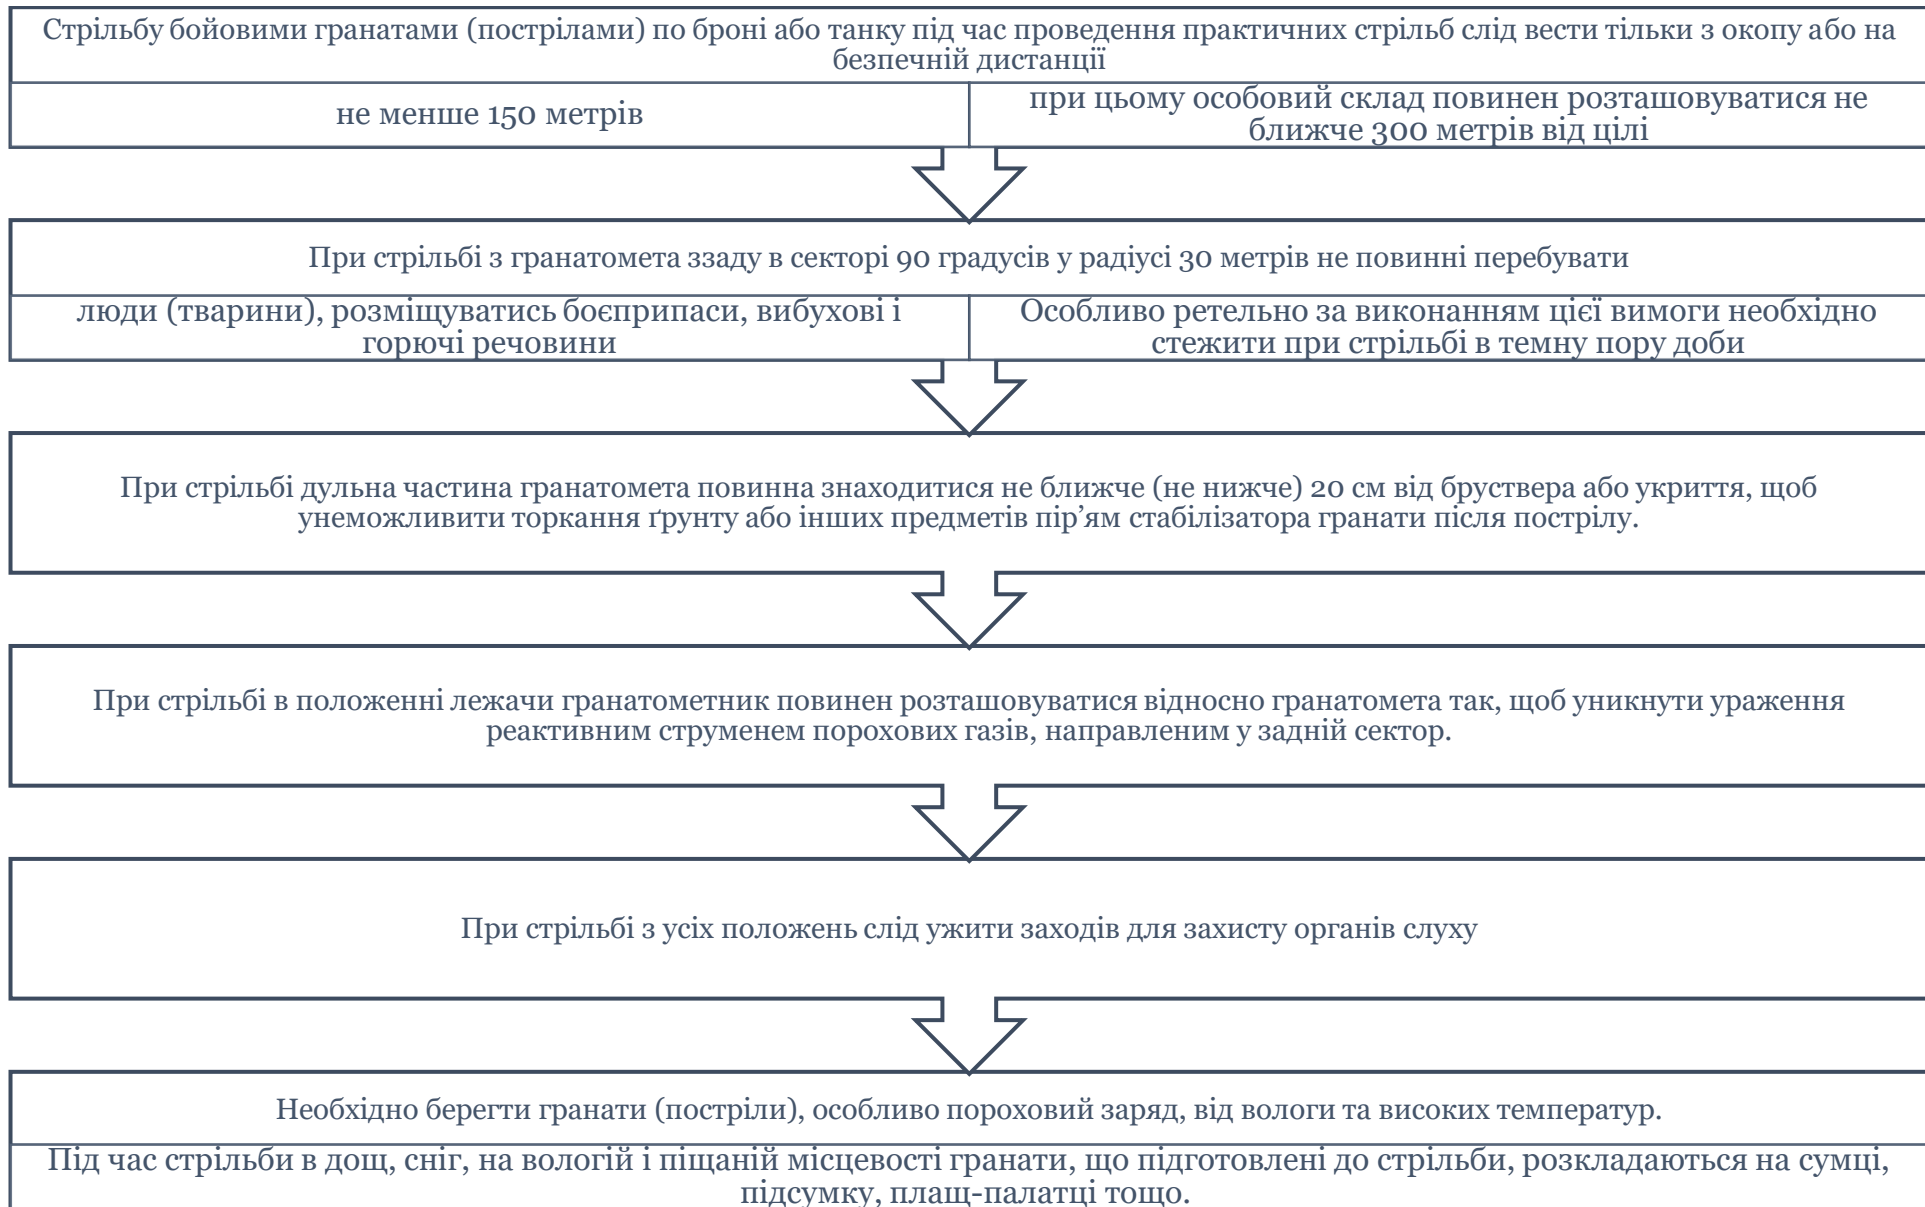 Стрільбу бойовими гранатами (пострілами) по броні або танку під час проведення практичних стрільб слід вести тільки з окопу або на
безпечній дистанції
не менше 150 метрів
при цьому особовий склад повинен розташовуватися не
ближче 300 метрів від цілі
При стрільбі з гранатомета ззаду в секторі 90 градусів у радіусі 30 метрів не повинні перебувати
люди (тварини), розміщуватись боєприпаси, вибухові і
горючі речовини
Особливо ретельно за виконанням цієї вимоги необхідно
стежити при стрільбі в темну пору доби
При стрільбі дульна частина гранатомета повинна знаходитися не ближче (не нижче) 20 см від бруствера або укриття, щоб
унеможливити торкання ґрунту або інших предметів пір’ям стабілізатора гранати після пострілу.
При стрільбі в положенні лежачи гранатометник повинен розташовуватися відносно гранатомета так, щоб уникнути ураження
реактивним струменем порохових газів, направленим у задній сектор.
При стрільбі з усіх положень слід ужити заходів для захисту органів слуху
Необхідно берегти гранати (постріли), особливо пороховий заряд, від вологи та високих температур.
Під час стрільби в дощ, сніг, на вологій і піщаній місцевості гранати, що підготовлені до стрільби, розкладаються на сумці,
підсумку, плащ-палатці тощо.